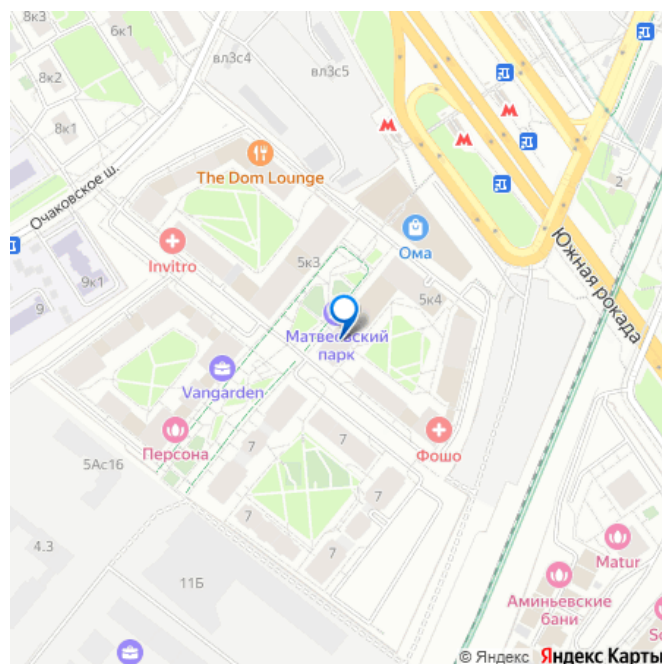 8к3
6к1
8к2
вл3с4
вл3с5
8к1
The Dom Lounge
2
Очаковское ш.
Южная рокада
Ома
Invitro
5к3
9к1
5к4
9
Матвеевский
парк
Vangarden
Персона
7
7
Фошо
5Ас16
7
7
7
4.3
11Б
Matur
Аминьевские
бани
© Яндекс Яндекс Карты